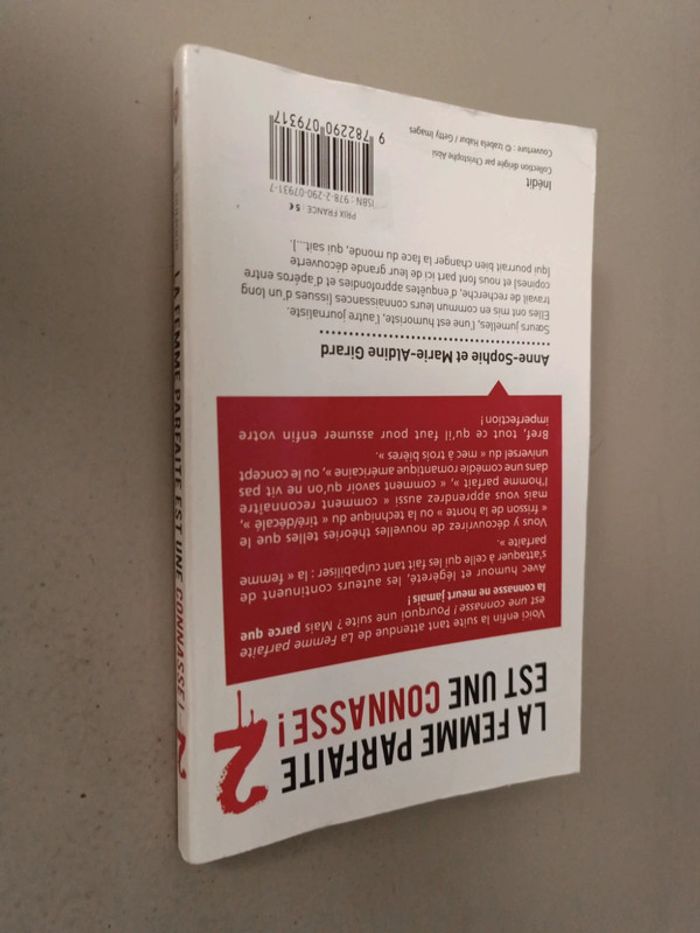 LA FEMME PARFAITE
EST UNE CONNASSE !
2
Voici enfin la suite tant attendue de La Femme parfaite
est une connasse ! Pourquoi une suite ? Mais parce que
la connasse ne meurt jamais !
Avec humour et légèreté, les auteurs continuent de
s'attaquer à celle qui les fait tant culpabiliser : la « femme
parfaite ».
Vous y découvrirez de nouvelles théories telles que le
« frisson de la honte » ou la technique du « tiré/décalé »,
mais vous apprendrez aussi « comment reconnaître
l'homme parfait », « comment savoir qu'on ne vit pas
dans une comédie romantique américaine », ou le concept
universel du « mec à trois bières ».
Bref, tout ce qu'il faut pour assumer enfin votre
imperfection !
Anne-Sophie et Marie-Aldine Girard
Sœurs jumelles, l'une est humoriste, l'autre journaliste.
Elles ont mis en commun leurs connaissances (issues d'un long
travail de recherche, d'enquêtes approfondies et d'apéros entre
copines) et nous font part ici de leur grande découverte
(qui pourrait bien changer la face du monde, qui sait...).
PRIX FRANCE : 5 €
ISBN : 978-2-290-07931-7
9 782290 079317
Inédit
Collection dirigée par Christophe Absi
Couverture : © Izabela Habur / Getty Images
LA FEMME PARFAITE EST UNE CONNASSE ! 2